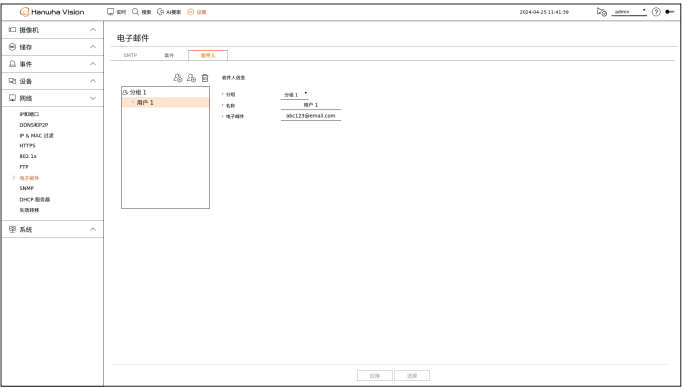 Hanwha Vision
实时 搜索 AI搜索 设置
2024-04-25 11:41:39 admin ?
摄像机
储存
事件
设备
网络
IP和端口
DDNS和P2P
IP & MAC 过滤
HTTPS
802.1x
FTP
电子邮件
SNMP
DHCP 服务器
失效转移
系统
电子邮件
SMTP 事件 收件人
分组 1
用户 1
收件人信息
分组 分组 1
名称 用户 1
电子邮件 abc123@email.com
应用 还原